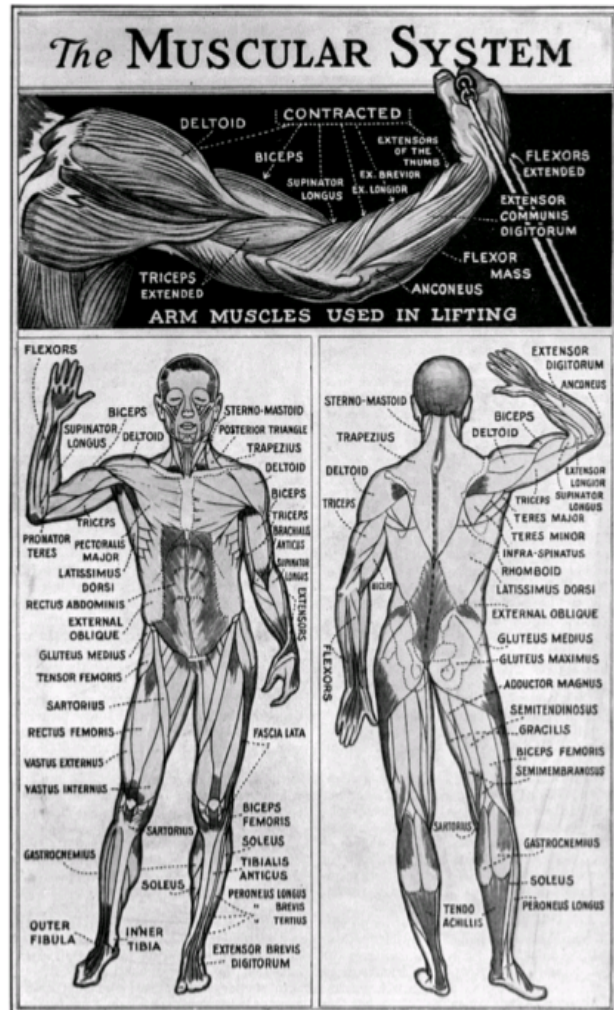 The MUSCULAR SYSTEM
DELTOID
CONTRACTED
BICEPS
EXTENSORS
OF THE
THUMB
SUPINATOR
LONGUS
EX. BREVIOR
EX. LONGIOR
FLEXORS
EXTENDED
EXTENSOR
COMMUNIS
DIGITORUM
FLEXOR
MASS
ANCONEUS
TRICEPS
EXTENDED
ARM MUSCLES USED IN LIFTING
FLEXORS
BICEPS
SUPINATOR
LONGUS
DELTOID
STERNO-MASTOID
POSTERIOR TRIANGLE
TRAPEZIUS
DELTOID
BICEPS
TRICEPS
BRACHIALIS
ANTICUS
SUPINATOR
LONGUS
EXTENSORS
TRICEPS
PRONATOR
TERES
PECTORALIS
MAJOR
LATISSIMUS
DORSI
RECTUS ABDOMINIS
EXTERNAL
OBLIQUE
GLUTEUS MEDIUS
TENSOR FEMORIS
SARTORIUS
RECTUS FEMORIS
VASTUS EXTERNUS
VASTUS INTERNUS
FASCIA LATA
BICEPS
FEMORIS
SARTORIUS
SOLEUS
GASTROCNEMIUS
TIBIALIS
ANTICUS
SOLEUS
PERONEUS LONGUS
" BREVIS
" TERTIUS
OUTER
FIBULA
INNER
TIBIA
EXTENSOR BREVIS
DIGITORUM
EXTENSOR
DIGITORUM
ANCONEUS
STERNO-MASTOID
BICEPS
DELTOID
TRAPEZIUS
DELTOID
TRICEPS
EXTENSOR
LONGIOR
SUPINATOR
LONGUS
TRICEPS
TERES MAJOR
TERES MINOR
INFRA-SPINATUS
RHOMBOID
LATISSIMUS DORSI
BICEPS
EXTERNAL OBLIQUE
FLEXORS
GLUTEUS MEDIUS
GLUTEUS MAXIMUS
ADDUCTOR MAGNUS
SEMITENDINOSUS
GRACILIS
BICEPS FEMORIS
SEMIMEMBRANOSUS
SARTORIUS
GASTROCNEMIUS
SOLEUS
PERONEUS LONGUS
TENDO
ACHILLIS